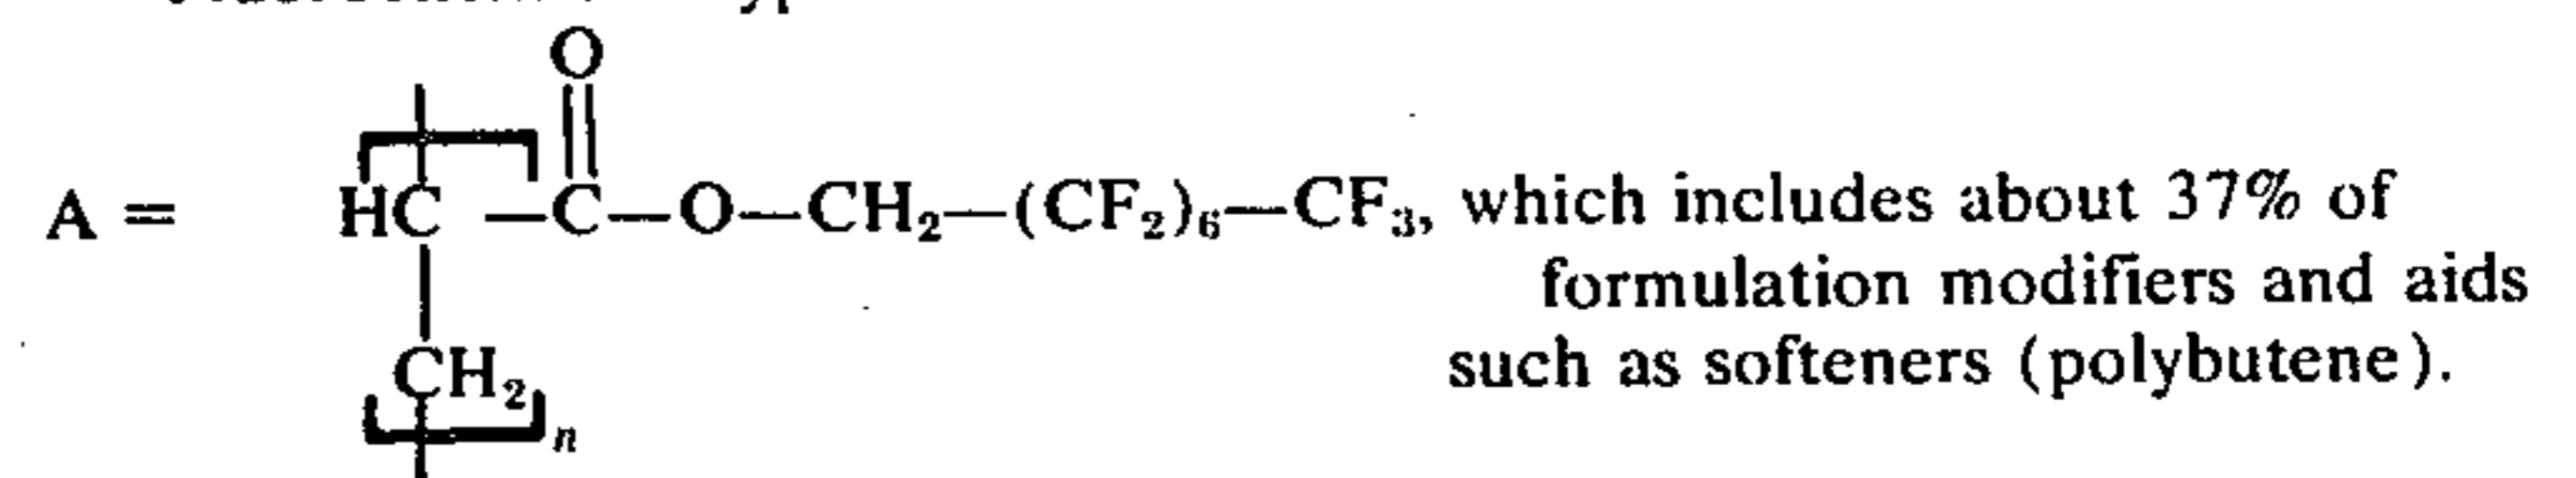 O
A = HC —C—O—CH₂—(CF₂)₆—CF₃, which includes about 37% of
formulation modifiers and aids
CH₂
such as softeners (polybutene).
n